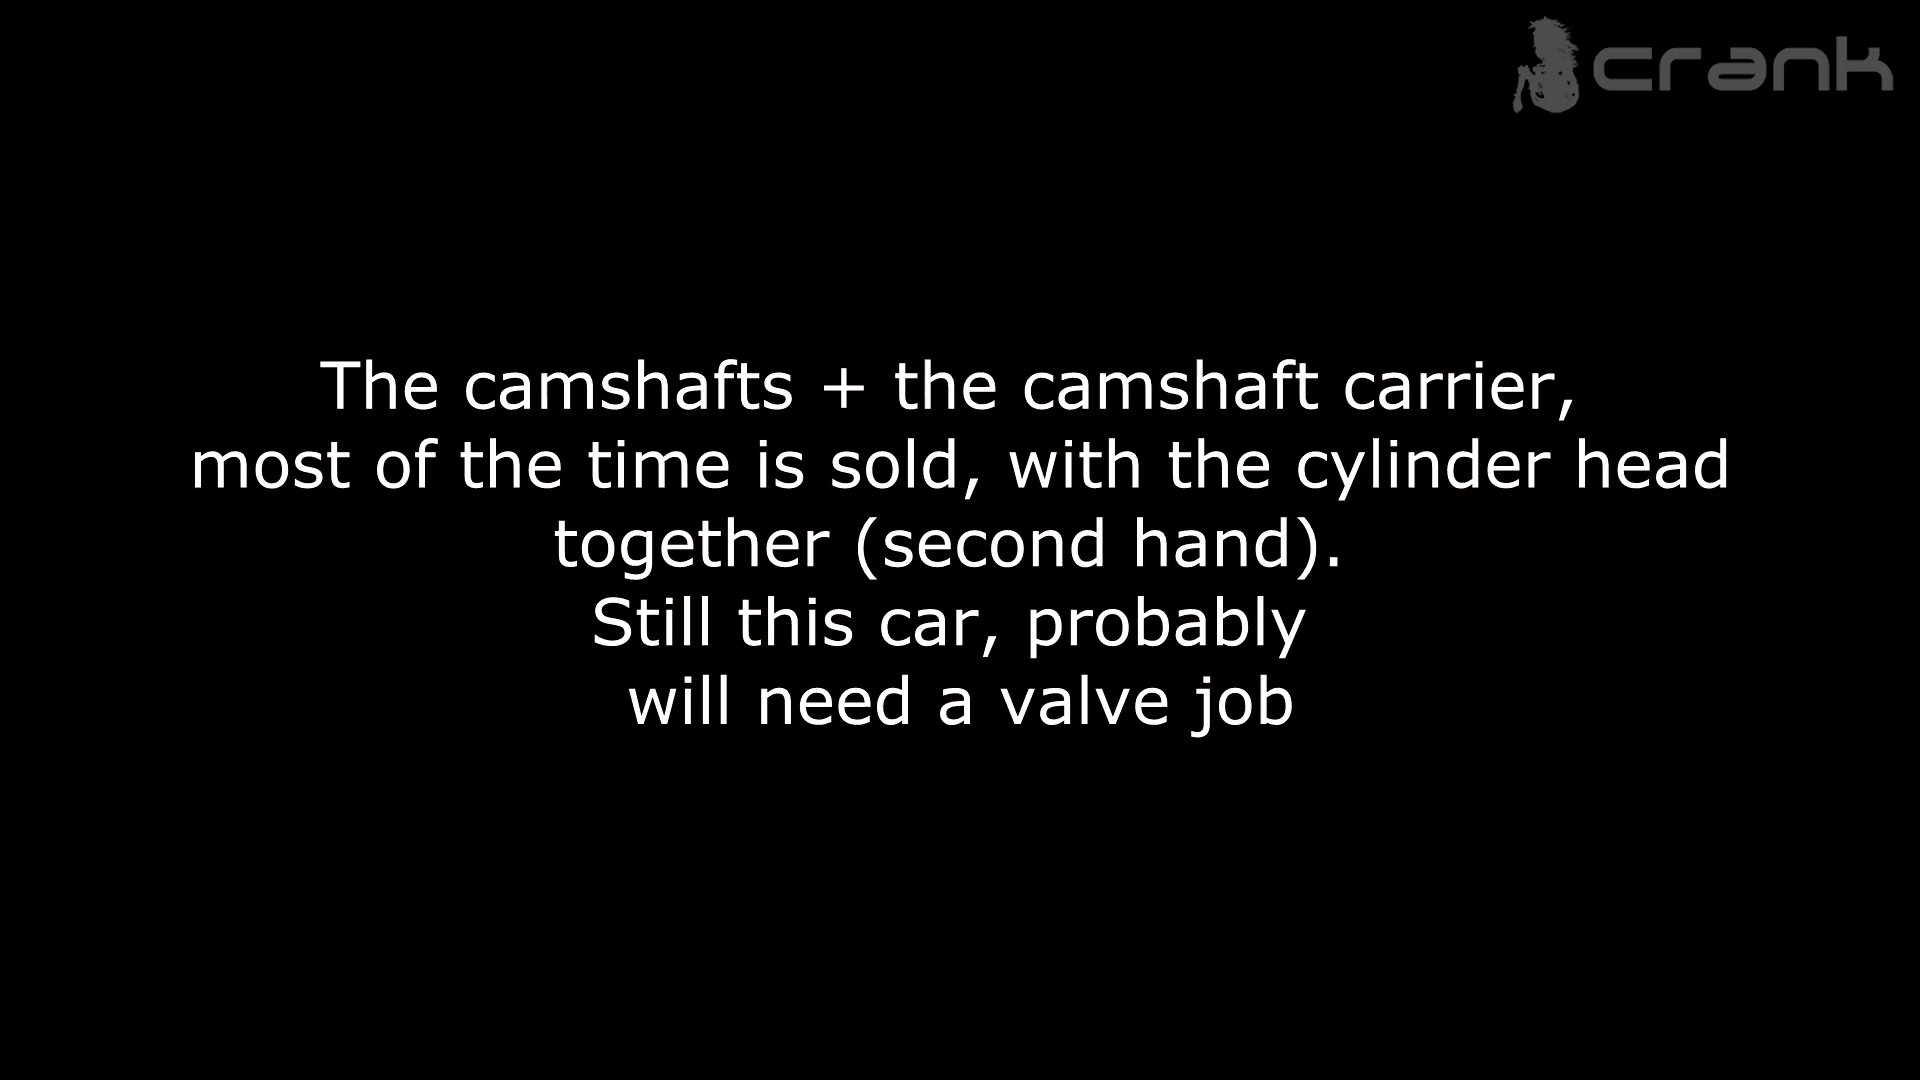 crank
The camshafts + the camshaft carrier,
most of the time is sold, with the cylinder head
together (second hand).
Still this car, probably
will need a valve job